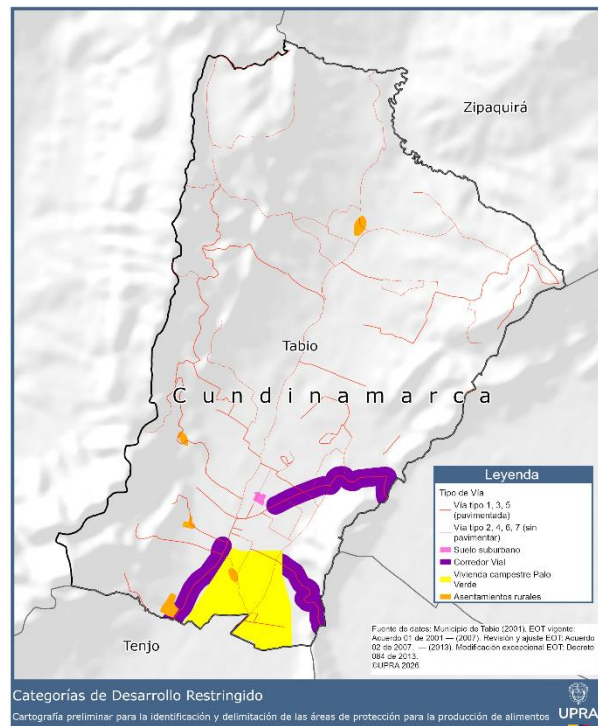 Zipaquirá
Tabio
Cundinamarca
Tenjo
Leyenda
Tipo de Vía
Vía tipo 1, 3, 5
(pavimentada)
Vía tipo 2, 4, 6, 7 (sin
pavimentar)
Suelo suburbano
Corredor Vial
Vivienda campestre Palo
Verde
Asentamientos rurales
Fuente de datos: Municipio de Tabio (2001). EOT vigente:
Acuerdo 01 de 2001 — (2007). Revisión y ajuste EOT: Acuerdo
02 de 2007. — (2013). Modificación excepcional EOT: Decreto
084 de 2013.
©UPRA 2026
Categorías de Desarrollo Restringido
Cartografía preliminar para la identificación y delimitación de las áreas de protección para la producción de alimentos
UPRA